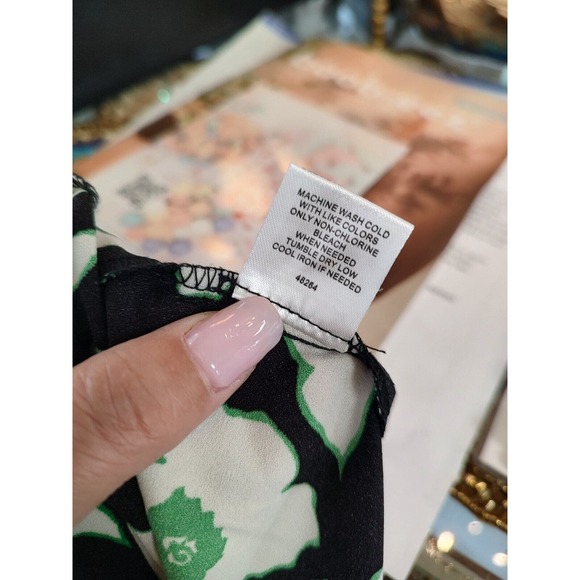 MACHINE WASH COLD
WITH LIKE COLORS
ONLY NON-CHLORINE
BLEACH
WHEN NEEDED
TUMBLE DRY LOW
COOL IRON IF NEEDED
48264